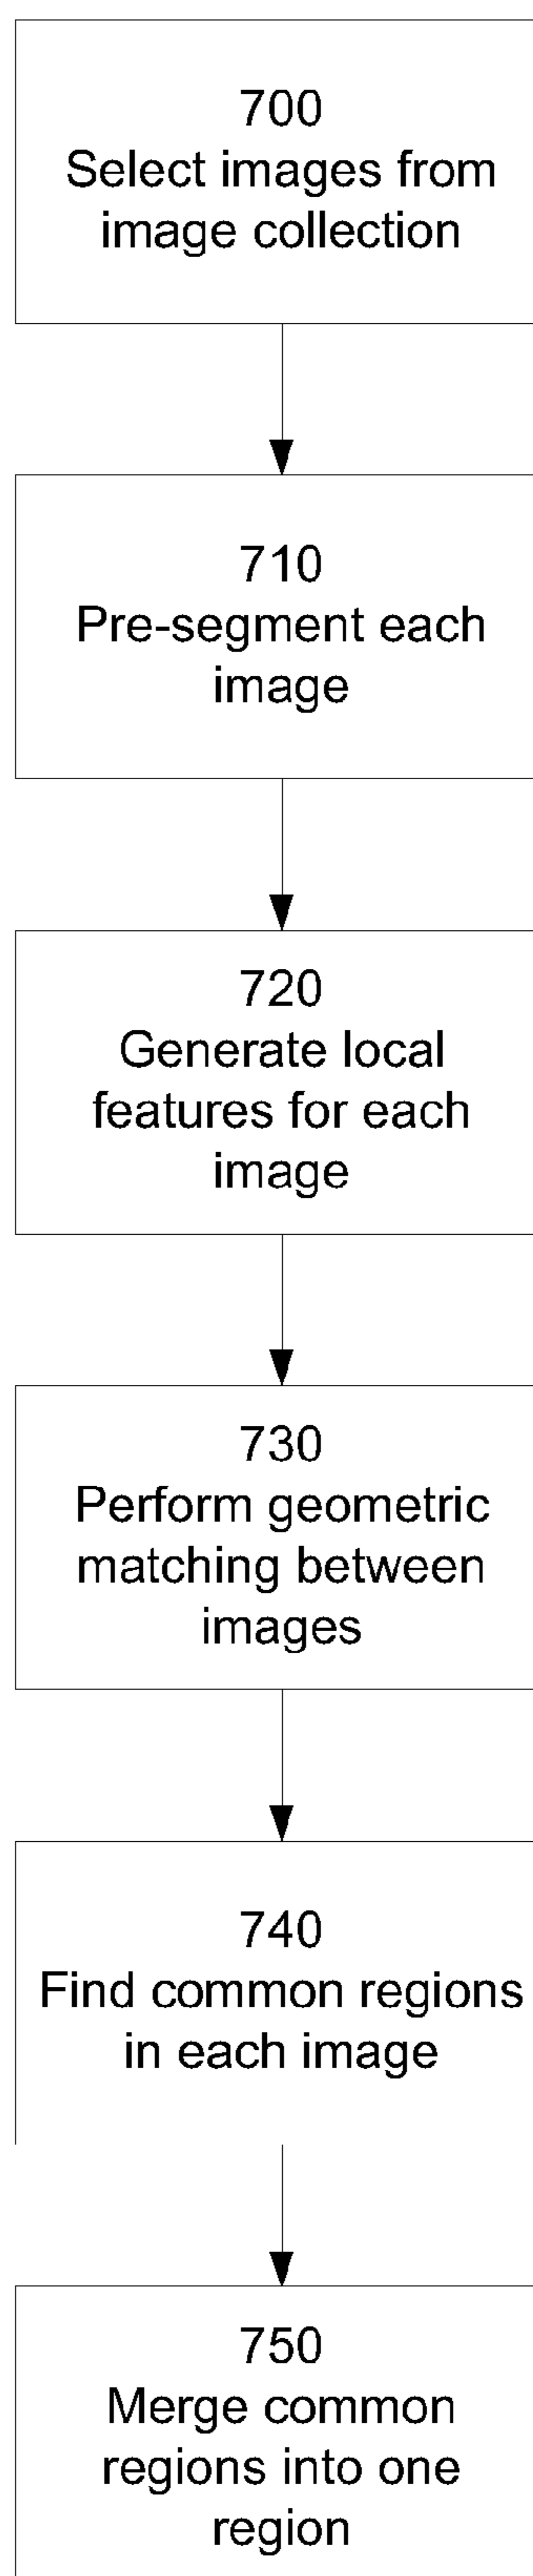 700
Select images from
image collection
710
Pre-segment each
image
720
Generate local
features for each
image
730
Perform geometric
matching between
images
740
Find common regions
in each image
750
Merge common
regions into one
region